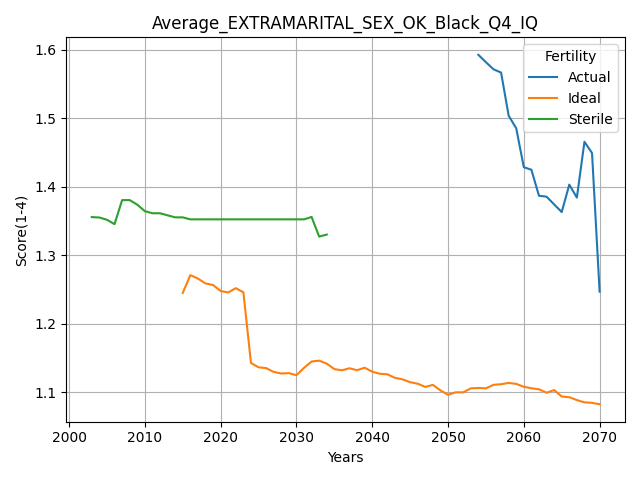 Average_EXTRAMARITAL_SEX_OK_Black_Q4_IQ
Fertility
Actual
Ideal
Sterile
Score(1-4)
1.6
1.5
1.4
1.3
1.2
1.1
2000 2010 2020 2030 2040 2050 2060 2070
Years